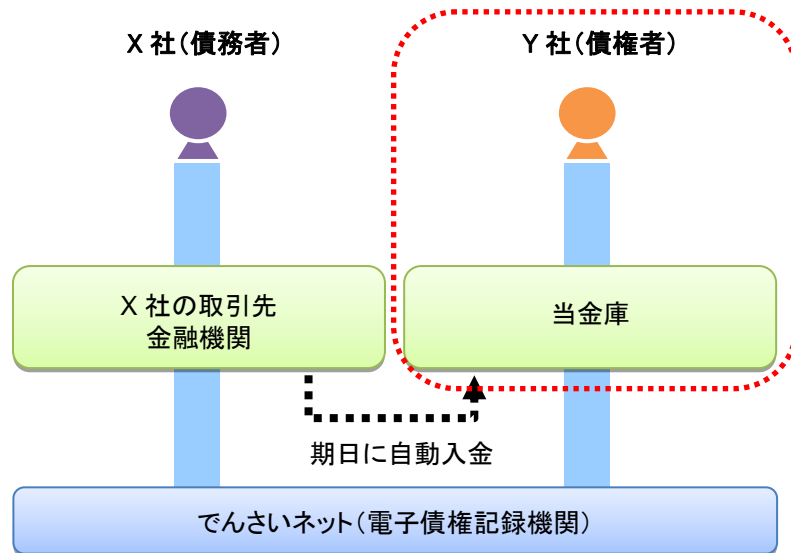 X 社（債務者）
Y 社（債権者）
X 社の取引先
金融機関
当金庫
期日に自動入金
でんさいネット（電子債権記録機関）